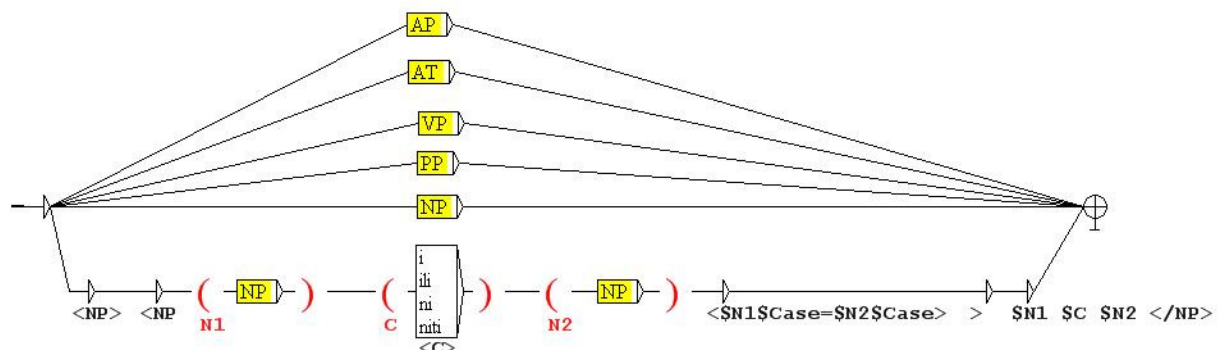 AP
AT
VP
PP
NP
( NP ) ( i ) ( NP )
ili
ni
niti
<NP> <NP N1 C <C> N2 <$N1$Case=$N2$Case> > $N1 $C $N2 </NP>